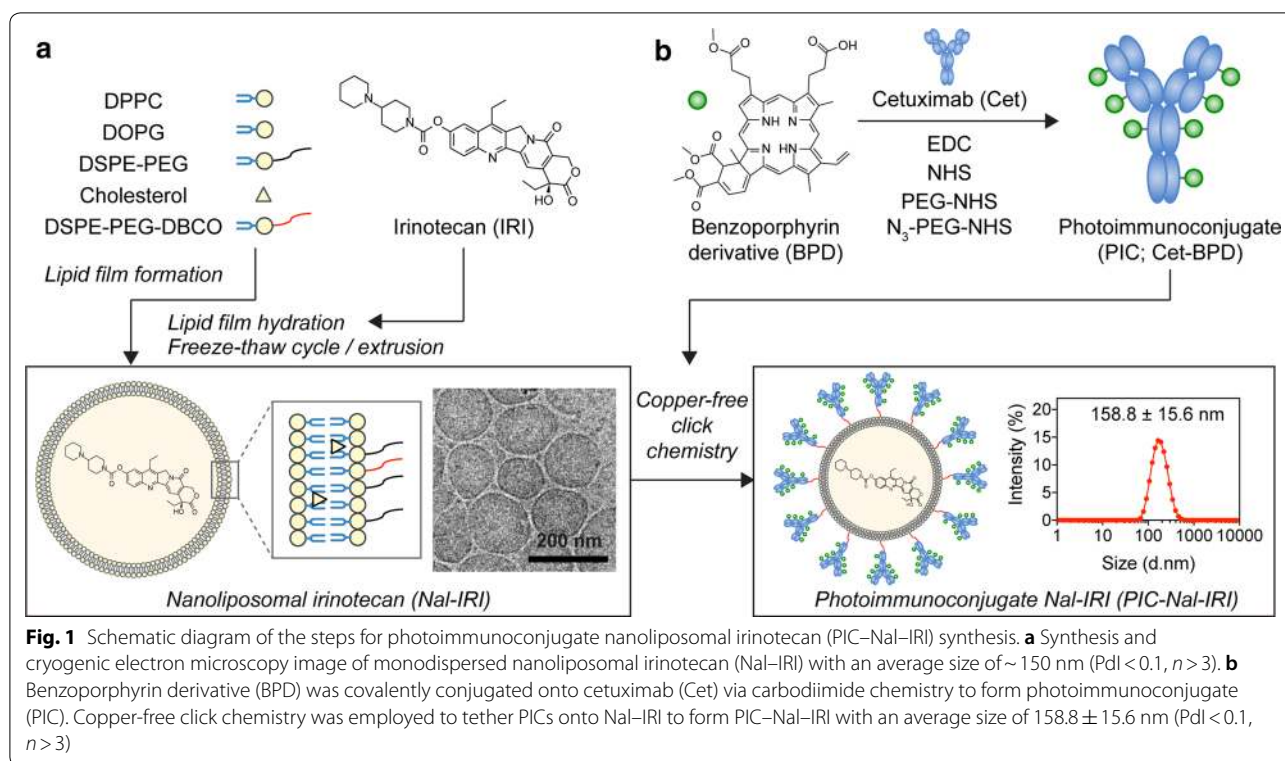 a
DPPC
DOPG
DSPE-PEG
Cholesterol
DSPE-PEG-DBCO
Irinotecan (IRI)
Lipid film formation
Lipid film hydration
Freeze-thaw cycle / extrusion
200 nm
Nanoliposomal irinotecan (Nal-IRI)
b
Benzoporphyrin
derivative (BPD)
Cetuximab (Cet)
EDC
NHS
PEG-NHS
N₃-PEG-NHS
Photoimmunoconjugate
(PIC; Cet-BPD)
Copper-free
click
chemistry
158.8 ± 15.6 nm
Intensity (%)
20
15
10
5
0
1 10 100 1000 10000
Size (d.nm)
Photoimmunoconjugate Nal-IRI (PIC-Nal-IRI)
Fig. 1 Schematic diagram of the steps for photoimmunoconjugate nanoliposomal irinotecan (PIC–Nal–IRI) synthesis. a Synthesis and
cryogenic electron microscopy image of monodispersed nanoliposomal irinotecan (Nal–IRI) with an average size of ~ 150 nm (PdI < 0.1, n > 3). b
Benzoporphyrin derivative (BPD) was covalently conjugated onto cetuximab (Cet) via carbodiimide chemistry to form photoimmunoconjugate
(PIC). Copper-free click chemistry was employed to tether PICs onto Nal–IRI to form PIC–Nal–IRI with an average size of 158.8 ± 15.6 nm (PdI < 0.1,
n > 3)